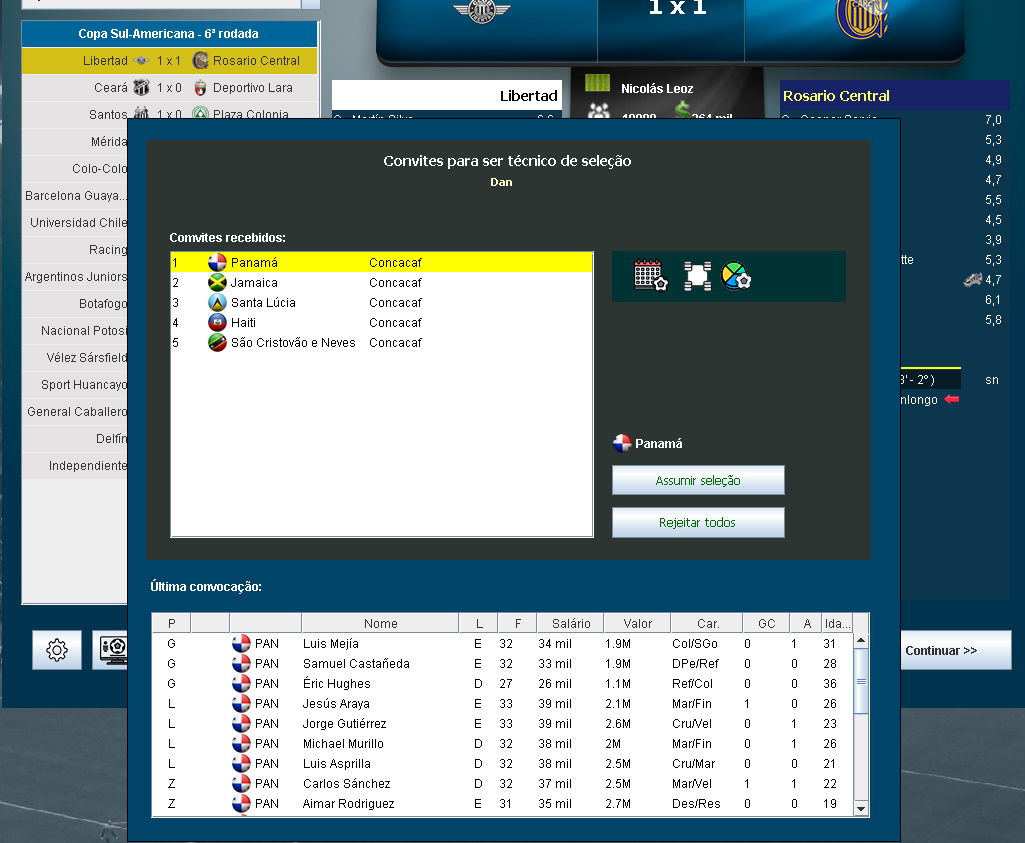 1 x 1
Copa Sul-Americana - 6ª rodada
Libertad 1 x 1 Rosario Central
Ceará 1 x 0 Deportivo Lara
Santos 1 x 0 Plaza Colonia
Mérida
Colo-Colo
Barcelona Guaya...
Universidad Chile
Racing
Argentinos Juniors
Botafogo
Nacional Potosi
Vélez Sársfield
Sport Huancayo
General Caballero
Delfín
Independiente
Libertad
Nicolás Leoz
Rosario Central
7,0
5,3
4,9
4,7
5,5
4,5
3,9
tte 5,3
4,7
6,1
5,8
3'- 2º) sn
nlongo
Convites para ser técnico de seleção
Dan
Comvites recebidos:
1 Panamá Concacaf
2 Jamaica Concacaf
3 Santa Lúcia Concacaf
4 Haiti Concacaf
5 São Cristovão e Neves Concacaf
Panamá
Assumir seleção
Rejeitar todos
Última convocação:
P Nome L F Salário Valor Car. GC A Ida...
G PAN Luis Mejía E 32 34 mil 1.9M Col/SGo 0 1 31
G PAN Samuel Castañeda E 32 33 mil 1.9M DPe/Ref 0 0 28
G PAN Éric Hughes D 27 26 mil 1.1M Ref/Col 0 0 36
L PAN Jesús Araya E 33 39 mil 2.1M Mar/Fin 1 0 26
L PAN Jorge Gutiérrez E 33 39 mil 2.6M Cru/Vel 0 1 23
L PAN Michael Murillo D 32 38 mil 2M Mar/Fin 0 1 26
L PAN Luis Asprilla D 32 38 mil 2.5M Cru/Mar 0 0 21
Z PAN Carlos Sánchez D 32 37 mil 2.5M Mar/Vel 1 1 22
Z PAN Aimar Rodriguez E 31 35 mil 2.7M Des/Res 0 0 19
Continuar >>